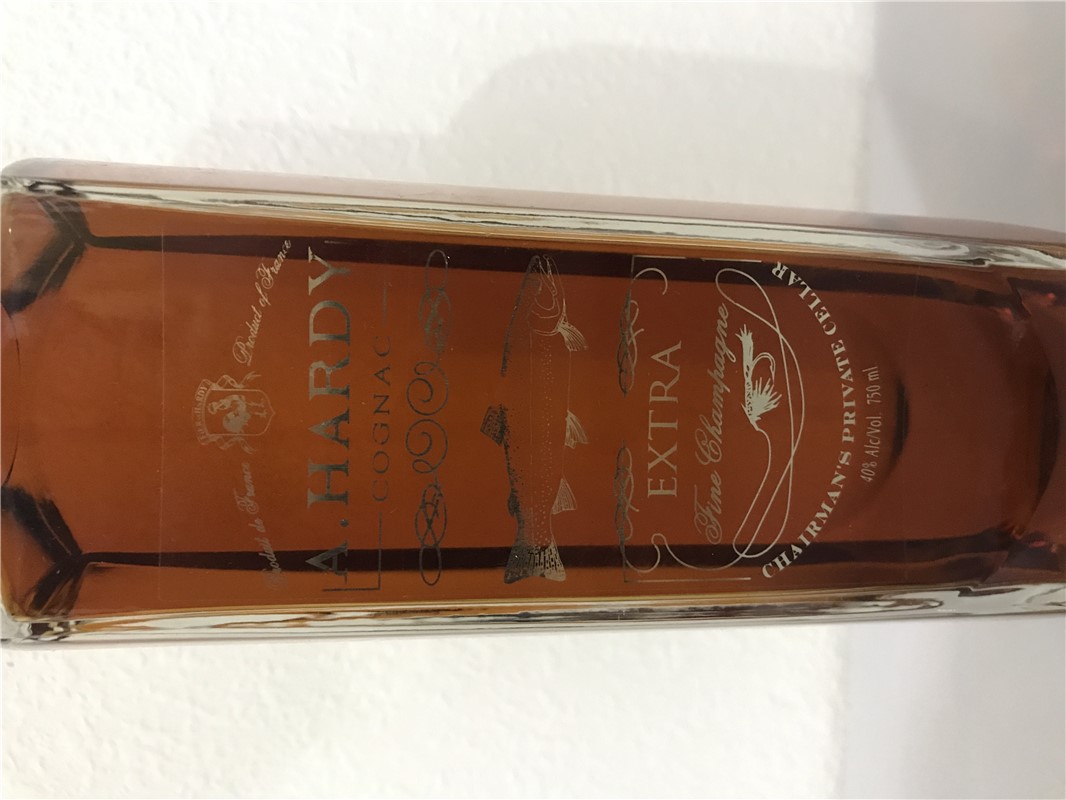 A. HARDY
Produit de France
Product of France
A.HARDY
COGNAC
EXTRA
Fine Champagne
CHAIRMAN'S PRIVATE CELLAR
40% Alc/Vol. 750 ml